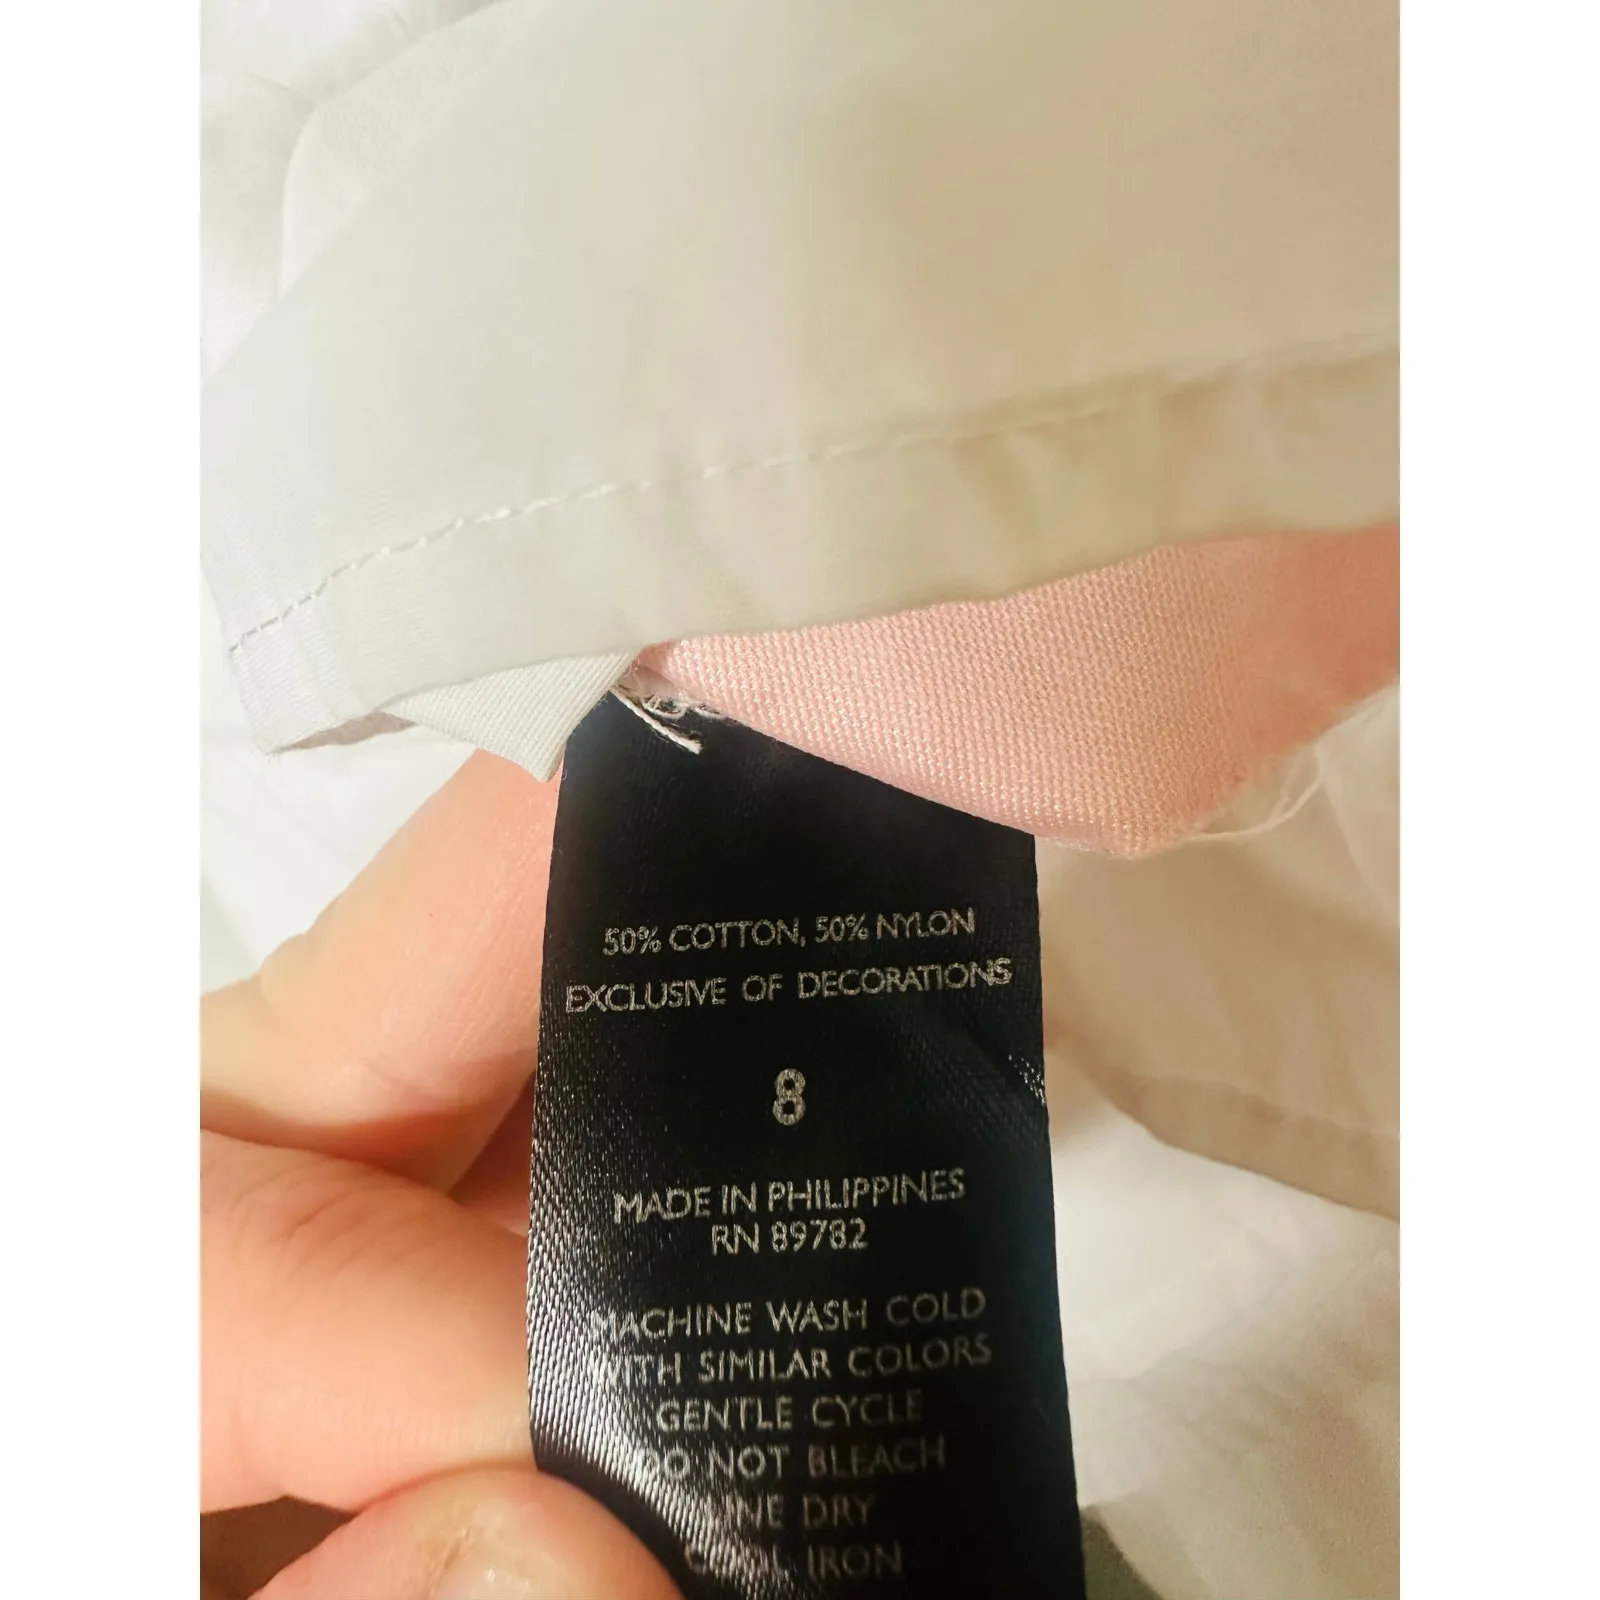 50% COTTON, 50% NYLON
EXCLUSIVE OF DECORATIONS
8
MADE IN PHILIPPINES
RN 89782
MACHINE WASH COLD
WITH SIMILAR COLORS
GENTLE CYCLE
DO NOT BLEACH
LINE DRY
COOL IRON